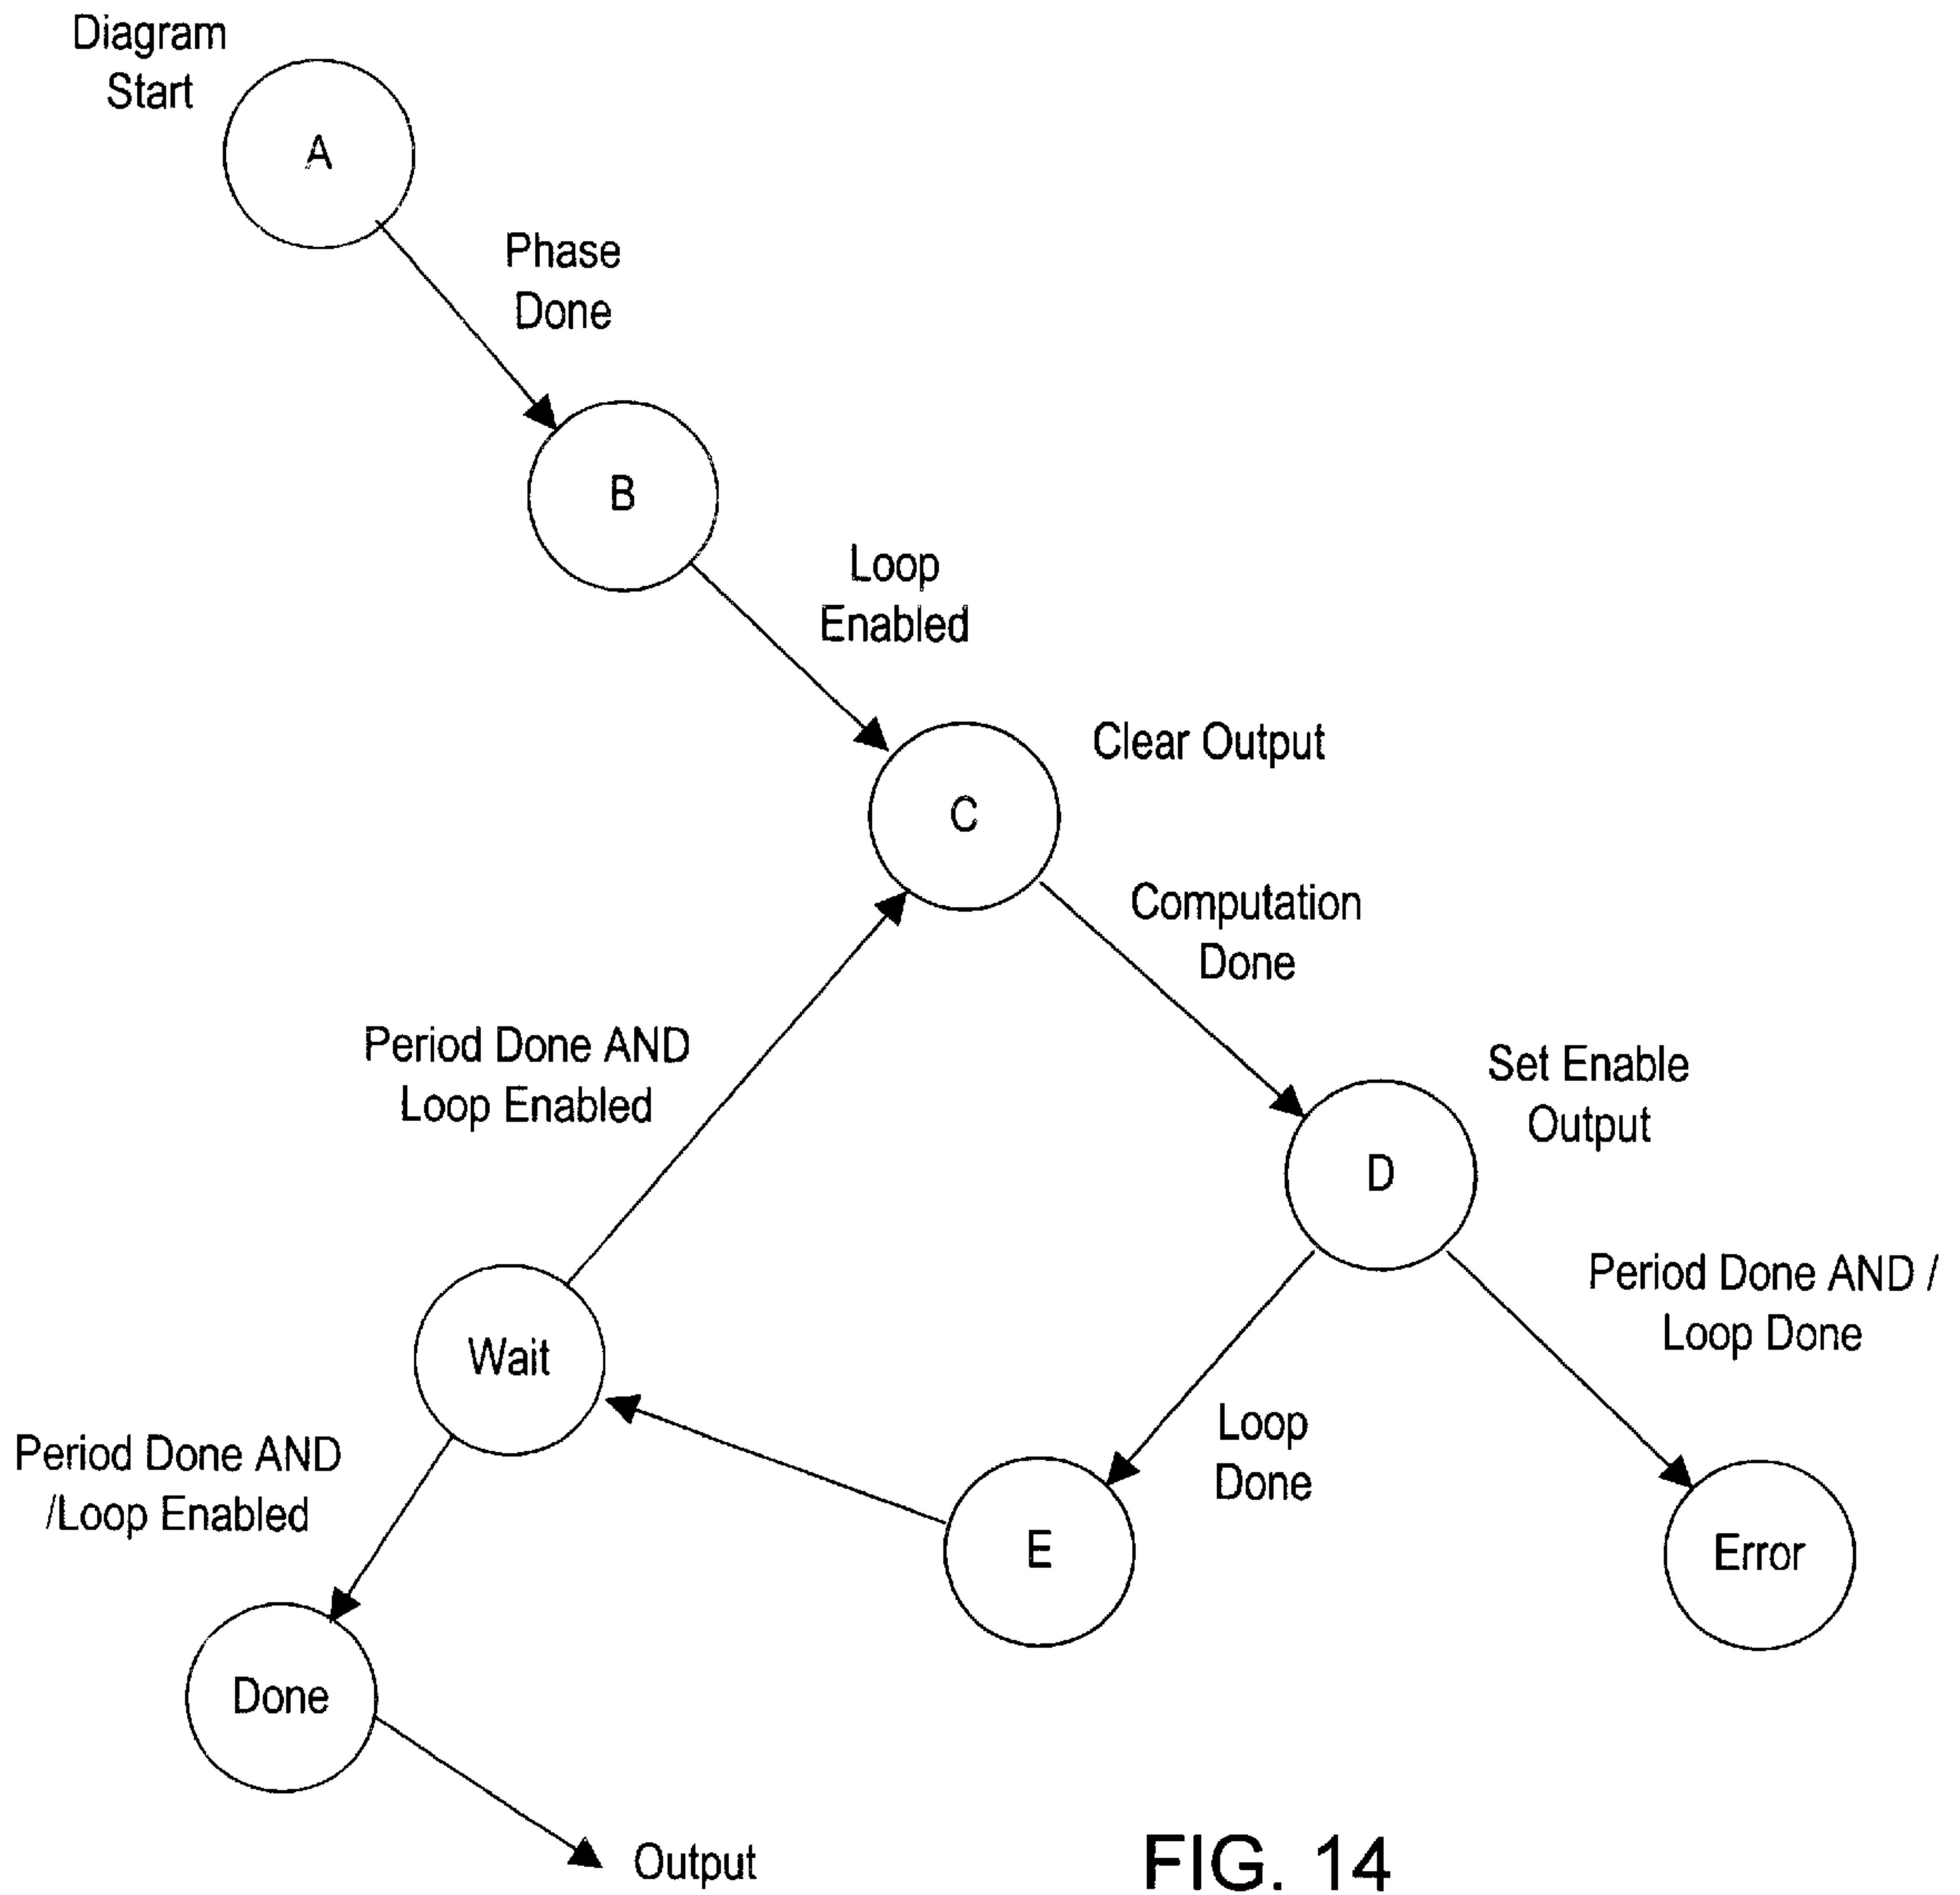 Diagram
Start
A
Phase
Done
B
Loop
Enabled
Clear Output
C
Computation
Done
Period Done AND
Loop Enabled
Set Enable
Output
D
Period Done AND /
Loop Done
Wait
Loop
Done
Period Done AND
/Loop Enabled
E
Error
Done
Output
FIG. 14